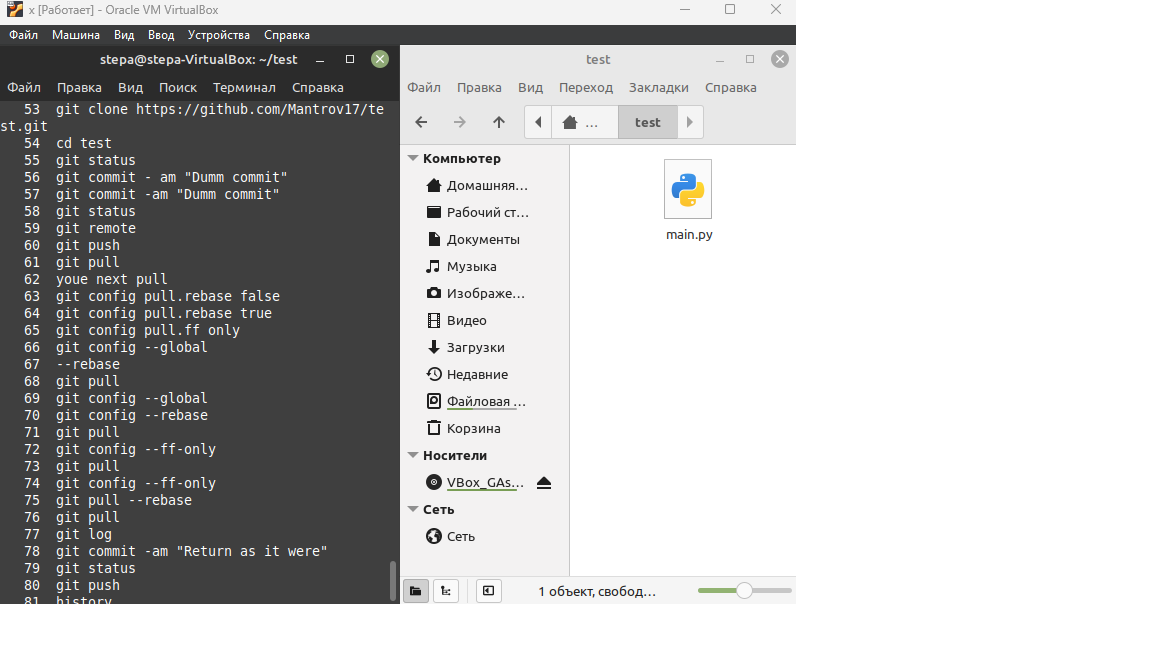 x [Работает] - Oracle VM VirtualBox
Файл Машина Вид Ввод Устройства Справка
stepa@stepa-VirtualBox: ~/test
Файл Правка Вид Поиск Терминал Справка
53 git clone https://github.com/Mantrov17/te
st.git
54 cd test
55 git status
56 git commit - am "Dumm commit"
57 git commit -am "Dumm commit"
58 git status
59 git remote
60 git push
61 git pull
62 youe next pull
63 git config pull.rebase false
64 git config pull.rebase true
65 git config pull.ff only
66 git config --global
67 --rebase
68 git pull
69 git config --global
70 git config --rebase
71 git pull
72 git config --ff-only
73 git pull
74 git config --ff-only
75 git pull --rebase
76 git pull
77 git log
78 git commit -am "Return as it were"
79 git status
80 git push
81 history
test
Файл Правка Вид Переход Закладки Справка
... test
Компьютер
Домашняя...
Рабочий ст...
Документы
Музыка
Изображе...
Видео
Загрузки
Недавние
Файловая ...
Корзина
Носители
VBox_GAs...
Сеть
Сеть
main.py
1 объект, свобод...